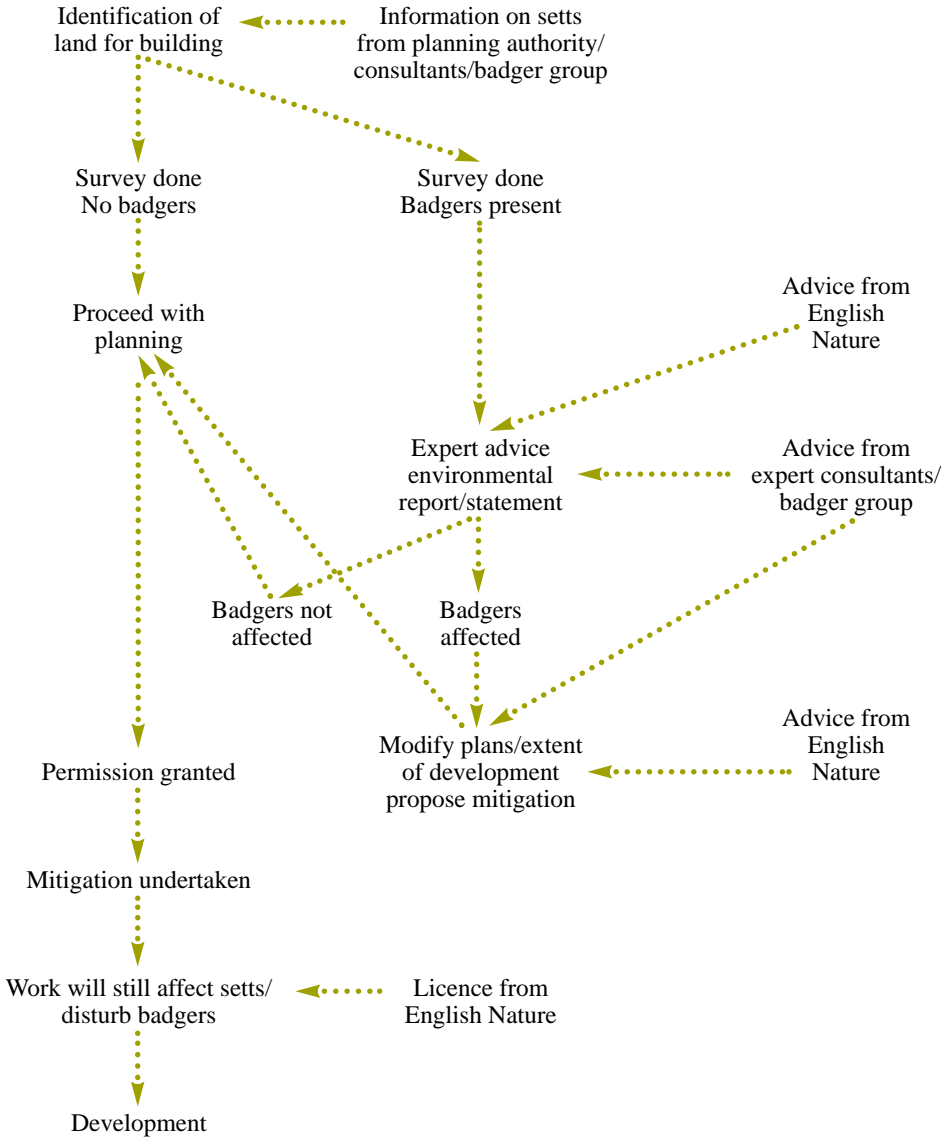 Identification of
land for building
Information on setts
from planning authority/
consultants/badger group
Survey done
No badgers
Survey done
Badgers present
Proceed with
planning
Advice from
English
Nature
Expert advice
environmental
report/statement
Advice from
expert consultants/
badger group
Badgers not
affected
Badgers
affected
Permission granted
Modify plans/extent
of development
propose mitigation
Advice from
English
Nature
Mitigation undertaken
Work will still affect setts/
disturb badgers
Licence from
English Nature
Development